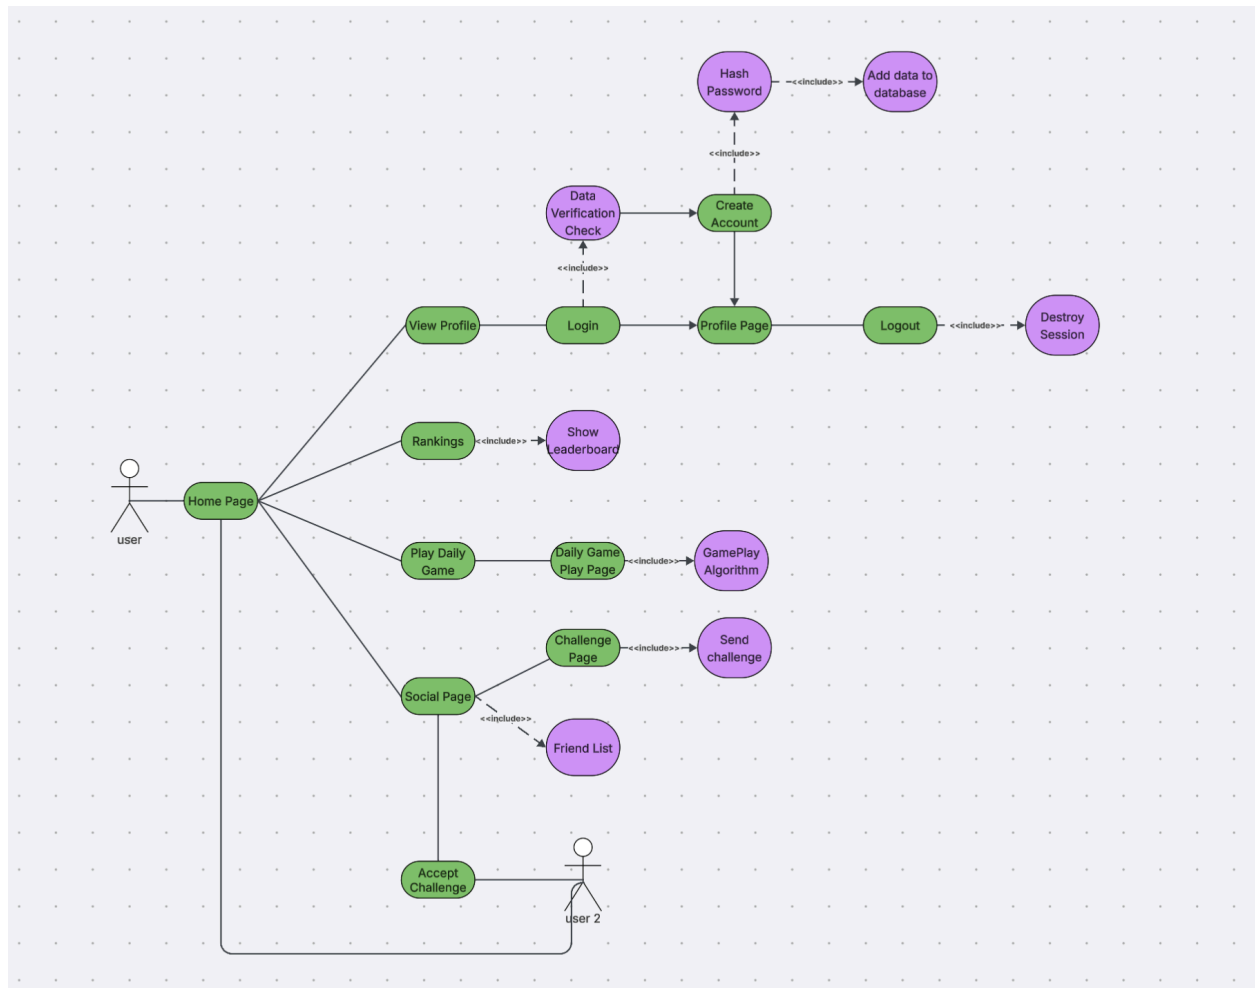 Hash
Password
<<include>>
Add data to
database
<<include>>
Data
Verification
Check
Create
Account
<<include>>
View Profile
Login
Profile Page
Logout
<<include>>
Destroy
Session
Rankings
<<include>>
Show
Leaderboard
user
Home Page
Play Daily
Game
Daily Game
Play Page
<<include>>
GamePlay
Algorithm
Challenge
Page
<<include>>
Send
challenge
Social Page
<<include>>
Friend List
Accept
Challenge
user 2